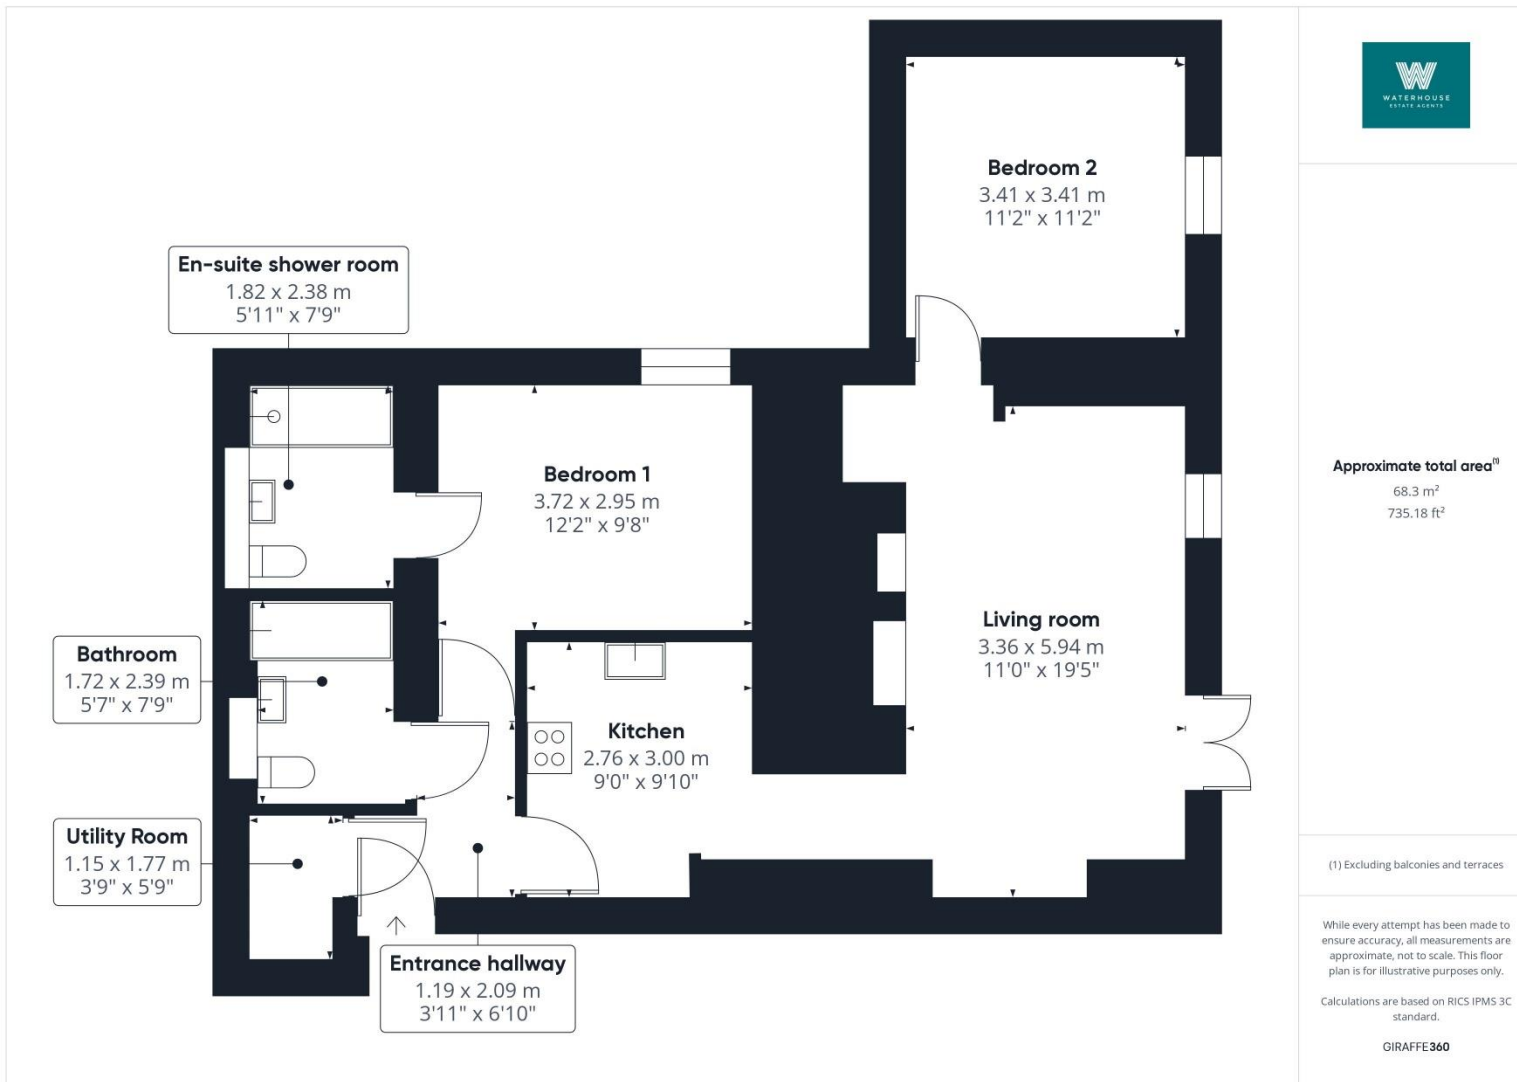 WATERHOUSE
ESTATE AGENTS
Bedroom 2
3.41 x 3.41 m
11'2" x 11'2"
En-suite shower room
1.82 x 2.38 m
5'11" x 7'9"
Bedroom 1
3.72 x 2.95 m
12'2" x 9'8"
Living room
3.36 x 5.94 m
11'0" x 19'5"
Bathroom
1.72 x 2.39 m
5'7" x 7'9"
Kitchen
2.76 x 3.00 m
9'0" x 9'10"
Utility Room
1.15 x 1.77 m
3'9" x 5'9"
Entrance hallway
1.19 x 2.09 m
3'11" x 6'10"
Approximate total area(1)
68.3 m²
735.18 ft²
(1) Excluding balconies and terraces
While every attempt has been made to
ensure accuracy, all measurements are
approximate, not to scale. This floor
plan is for illustrative purposes only.
Calculations are based on RICS IPMS 3C
standard.
GIRAFFE360